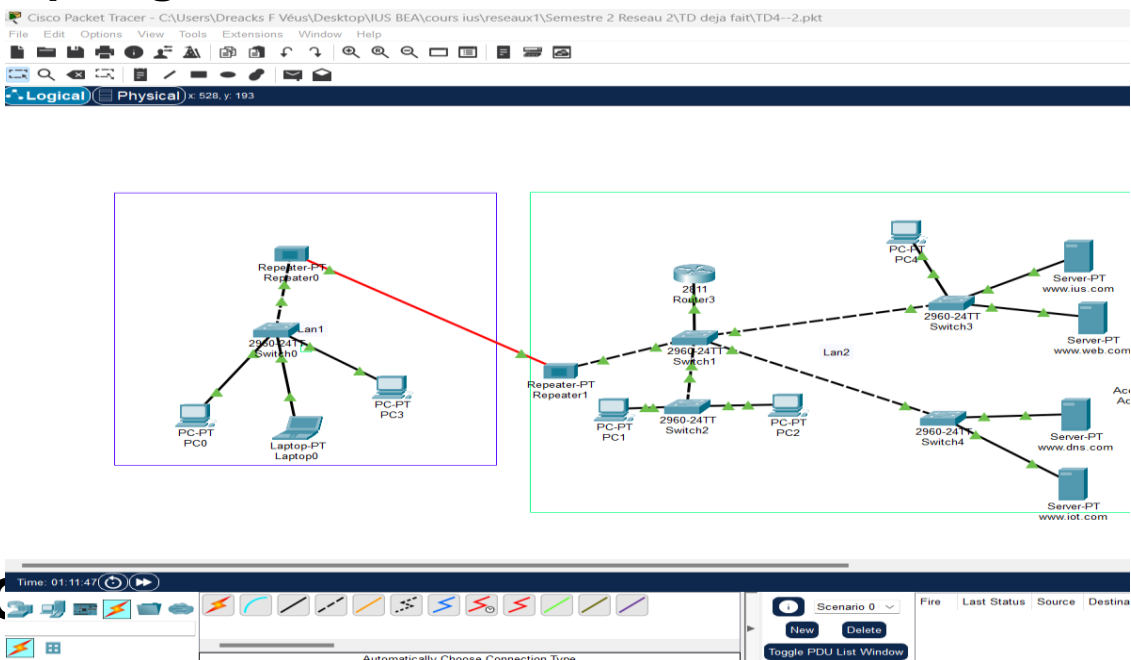 Cisco Packet Tracer - C:\Users\Dreacks F Véus\Desktop\IUS BEA\cours ius\reseaux1\Semestre 2 Reseau 2\TD deja fait\TD4--2.pkt
File Edit Options View Tools Extensions Window Help
Logical Physical x: 528, y: 193
Repeater-PT
Repeater0
Lan1
2960-24TT
Switch0
PC-PT
PC3
PC-PT
PC0
Laptop-PT
Laptop0
2811
Router3
2960-24TT
Switch1
Repeater-PT
Repeater1
PC-PT
PC1
2960-24TT
Switch2
PC-PT
PC2
PC-PT
PC4
Server-PT
www.ius.com
2960-24TT
Switch3
Server-PT
www.web.com
Lan2
2960-24TT
Switch4
Server-PT
www.dns.com
Server-PT
www.iot.com
Time: 01:11:47
Scenario 0
New Delete
Toggle PDU List Window
Fire Last Status Source Destina
Automatically Choose Connection Type